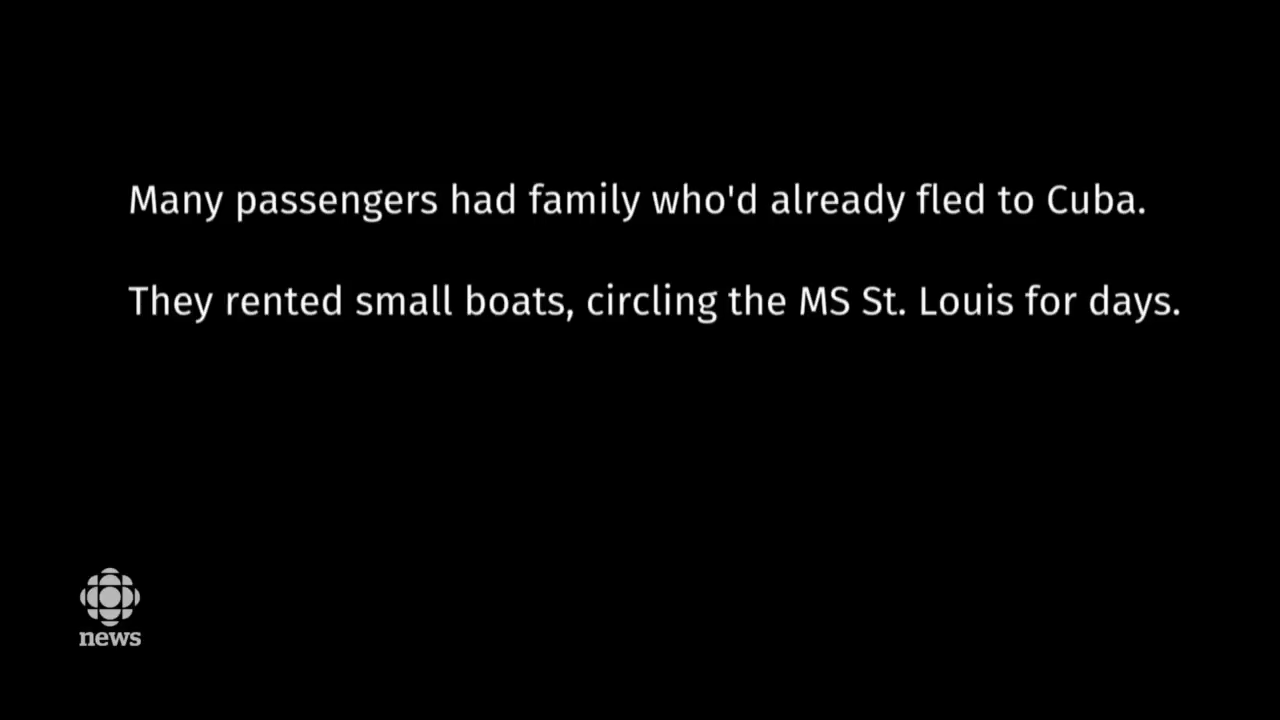 Many passengers had family who'd already fled to Cuba.
They rented small boats, circling the MS St. Louis for days.
news